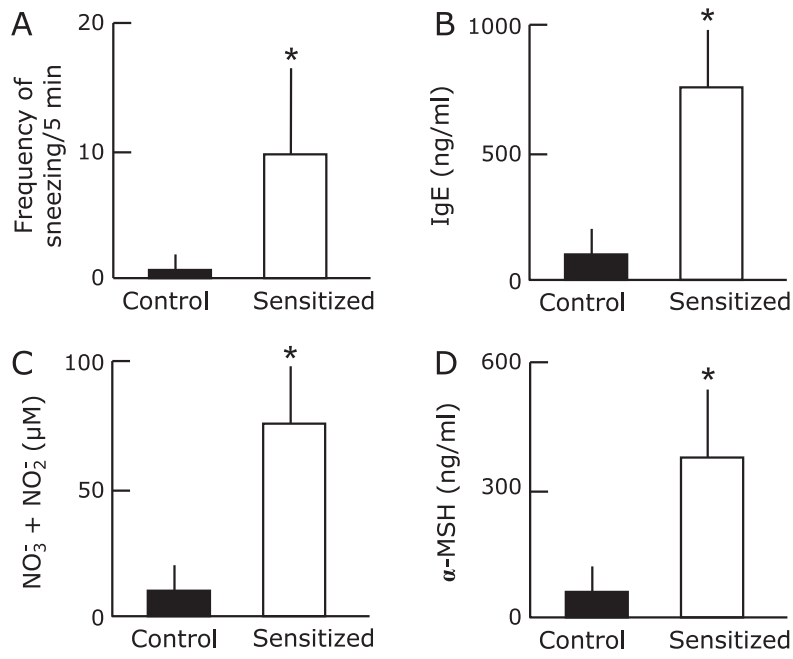 A
Frequency of
sneezing/5 min
20
10
0
*
Control
Sensitized
B
IgE (ng/ml)
1000
500
0
*
Control
Sensitized
C
NO₃⁻ + NO₂⁻ (µM)
100
50
0
*
Control
Sensitized
D
α-MSH (ng/ml)
600
300
0
*
Control
Sensitized